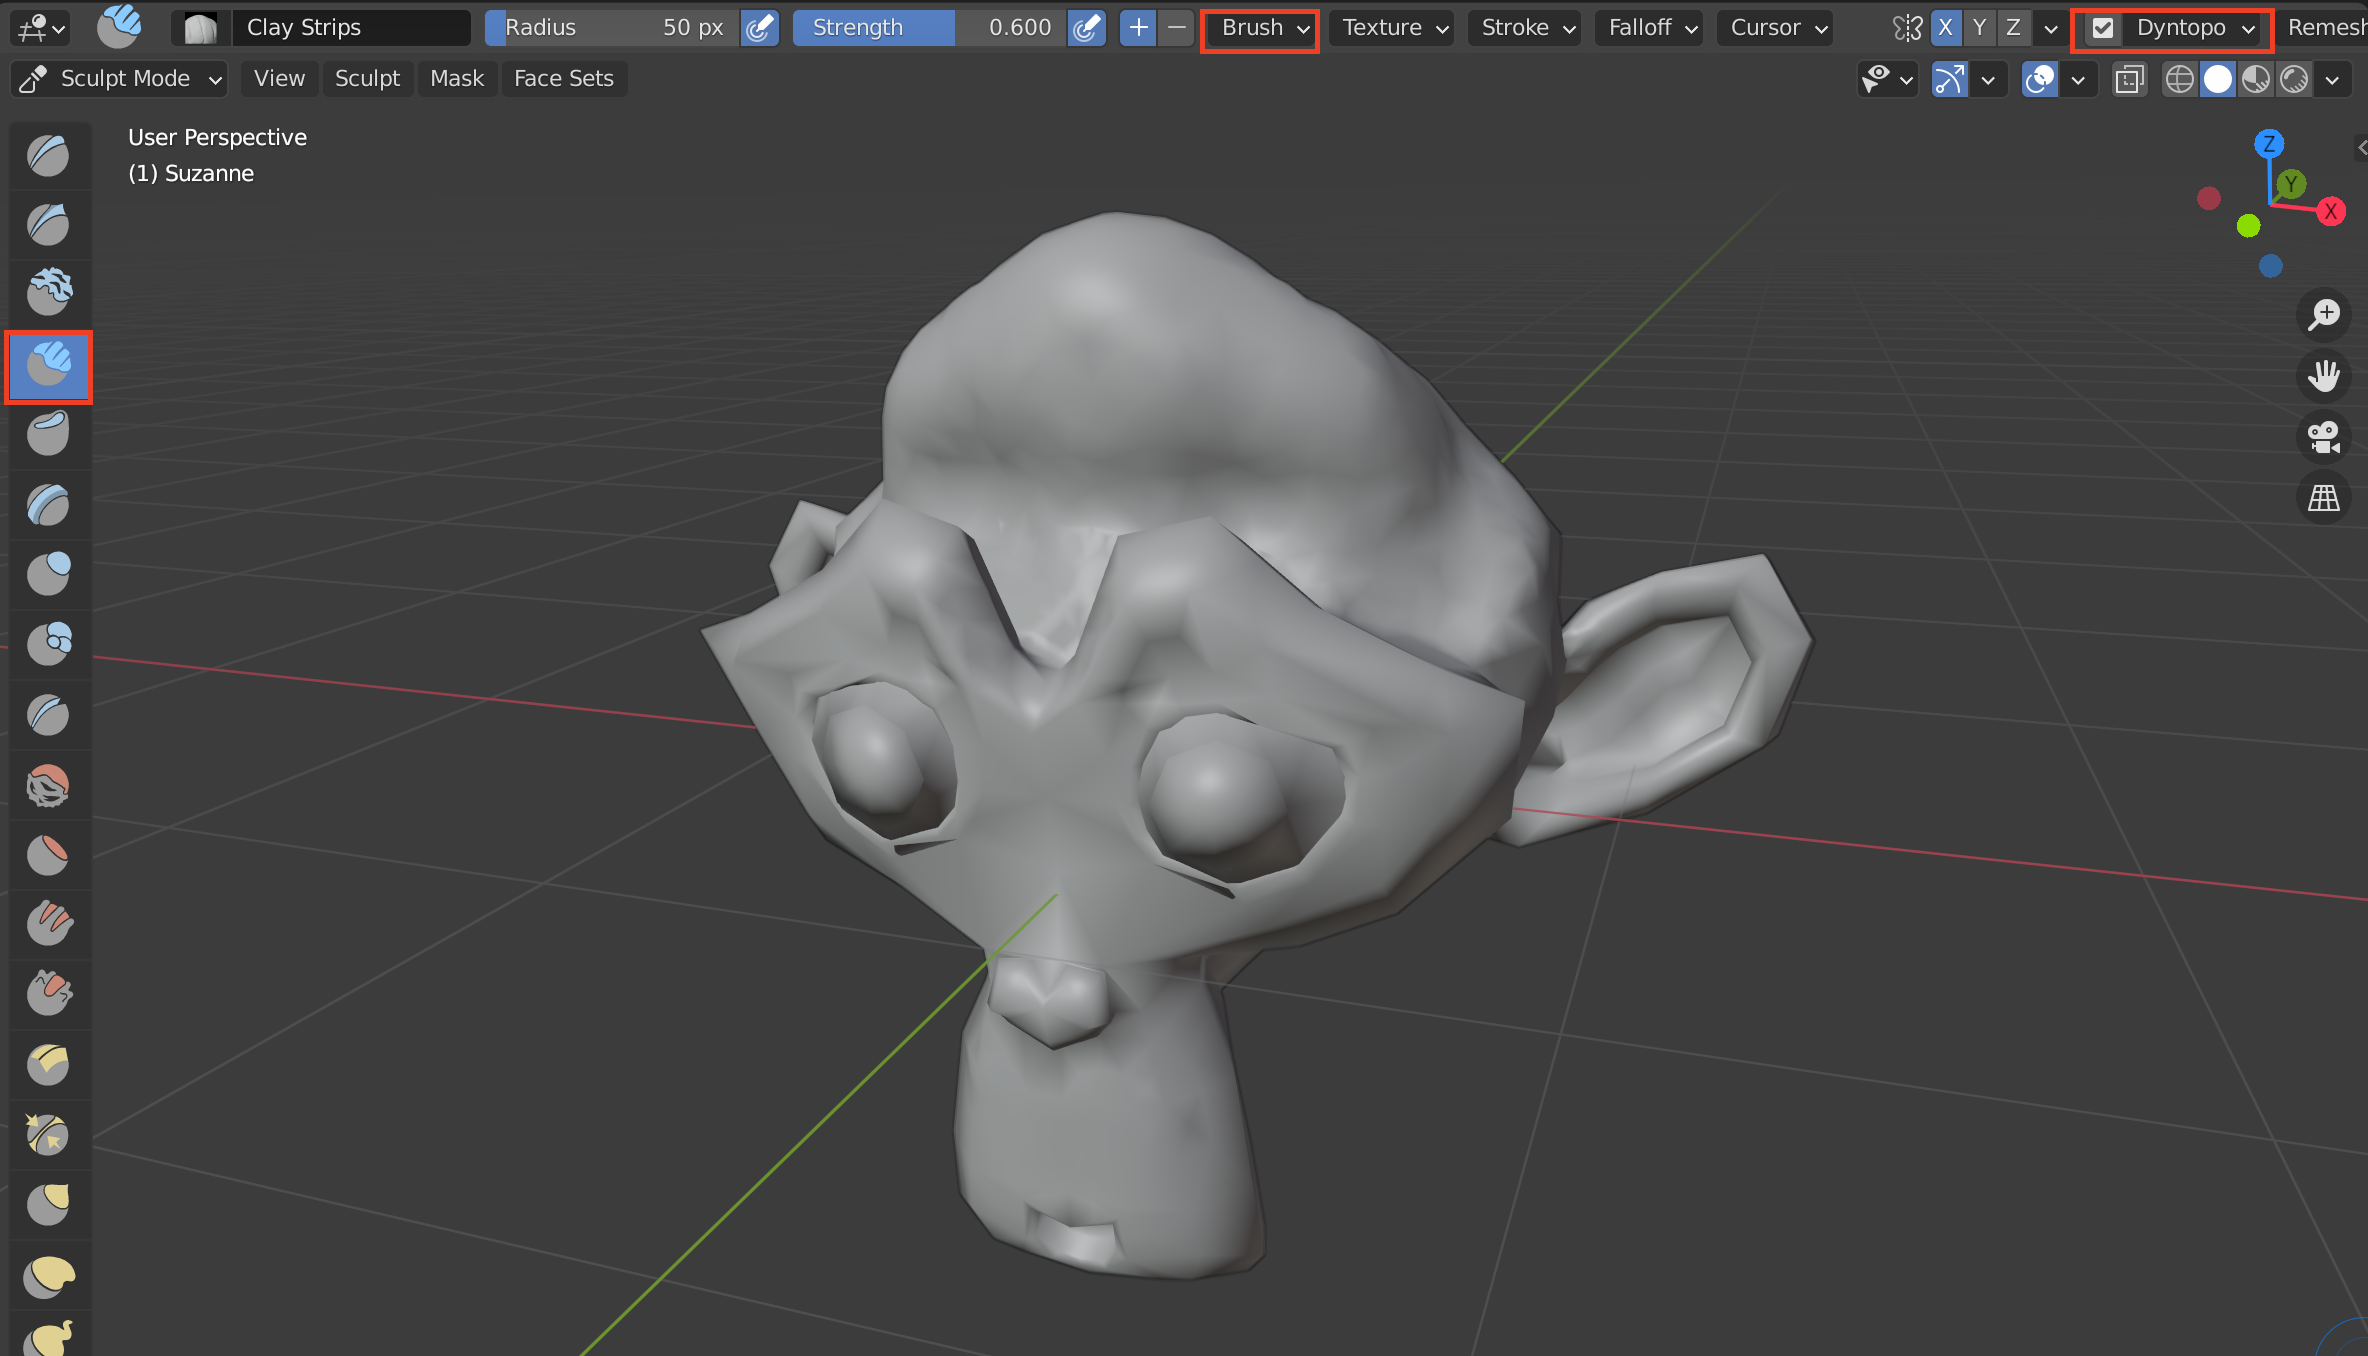 Clay Strips Radius 50 px Strength 0.600 Brush Texture Stroke Falloff Cursor X Y Z Dyntopo Remesh
Sculpt Mode View Sculpt Mask Face Sets
User Perspective
(1) Suzanne
Z
Y
X